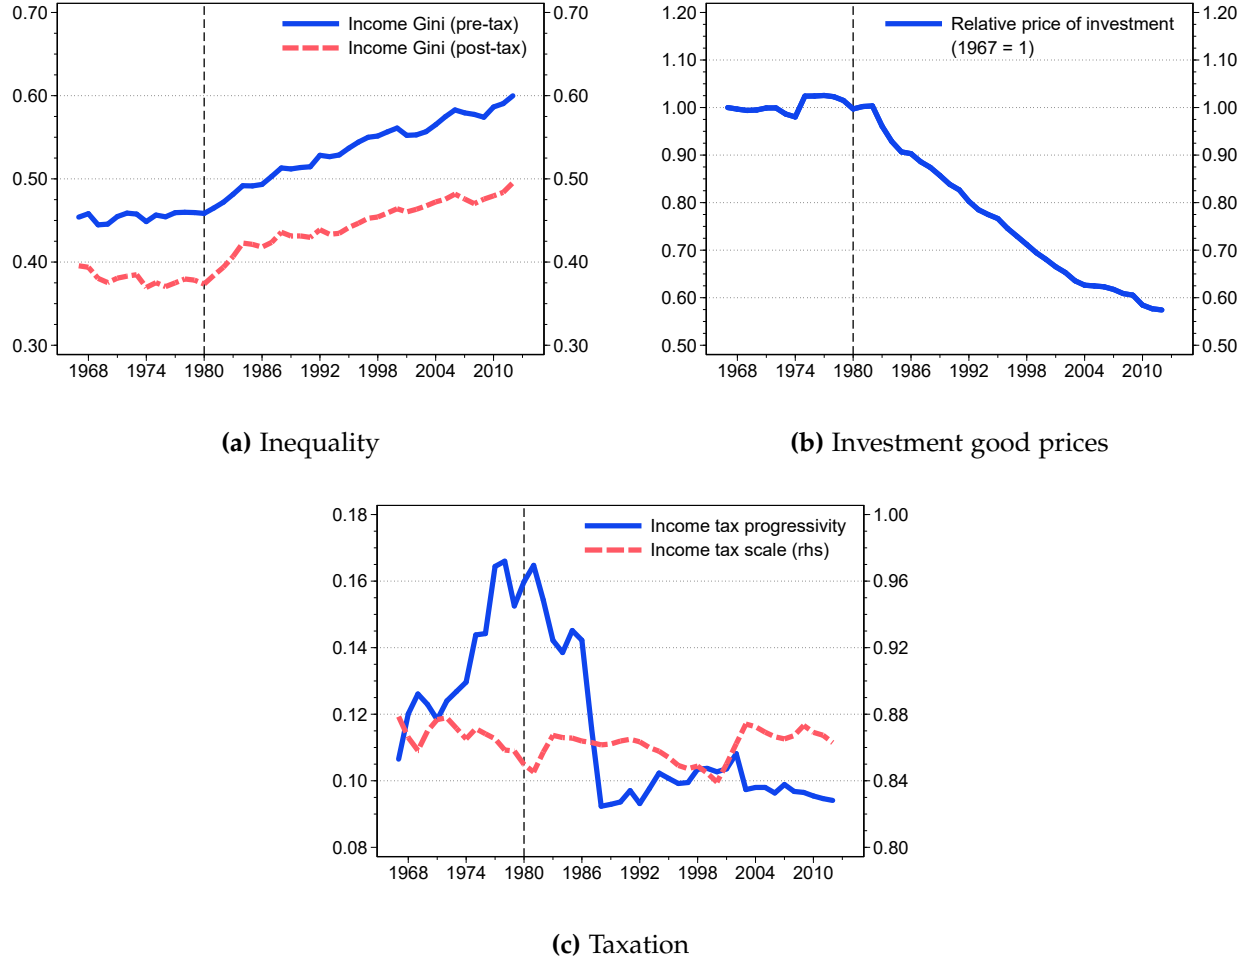 Income Gini (pre-tax)
Income Gini (post-tax)
0.70 0.70
0.60 0.60
0.50 0.50
0.40 0.40
0.30 0.30
1968 1974 1980 1986 1992 1998 2004 2010
(a) Inequality
Relative price of investment
(1967 = 1)
1.20 1.20
1.10 1.10
1.00 1.00
0.90 0.90
0.80 0.80
0.70 0.70
0.60 0.60
0.50 0.50
1968 1974 1980 1986 1992 1998 2004 2010
(b) Investment good prices
Income tax progressivity
Income tax scale (rhs)
0.18 1.00
0.16 0.96
0.14 0.92
0.12 0.88
0.10 0.84
0.08 0.80
1968 1974 1980 1986 1992 1998 2004 2010
(c) Taxation